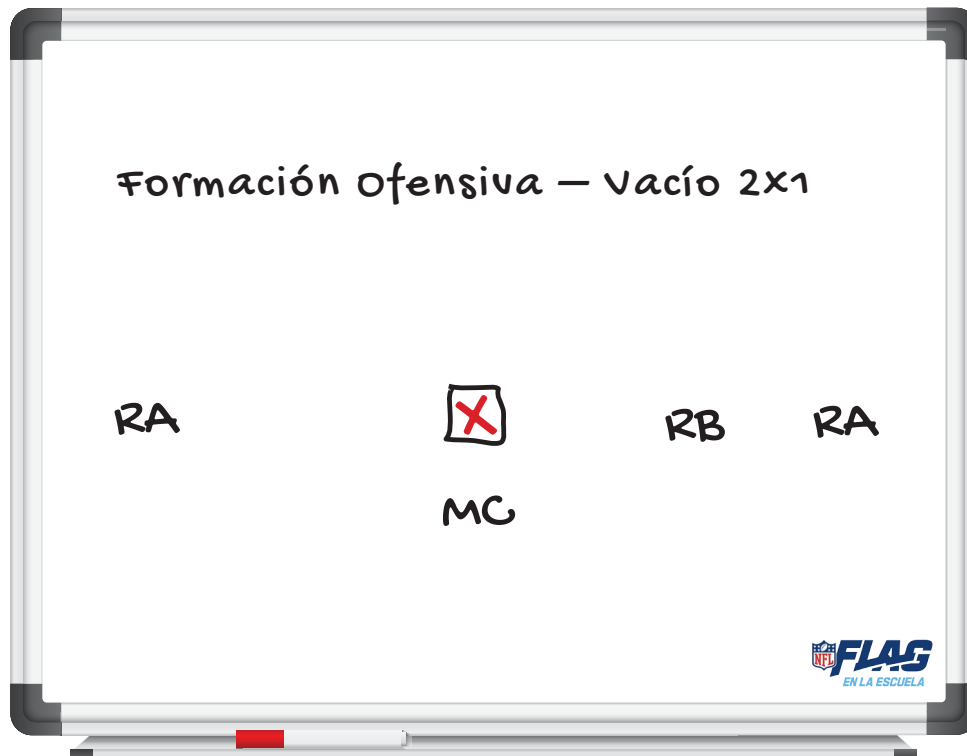 Formación Ofensiva – Vacío 2x1
RA X RB RA
MC
NFL FLAG
EN LA ESCUELA